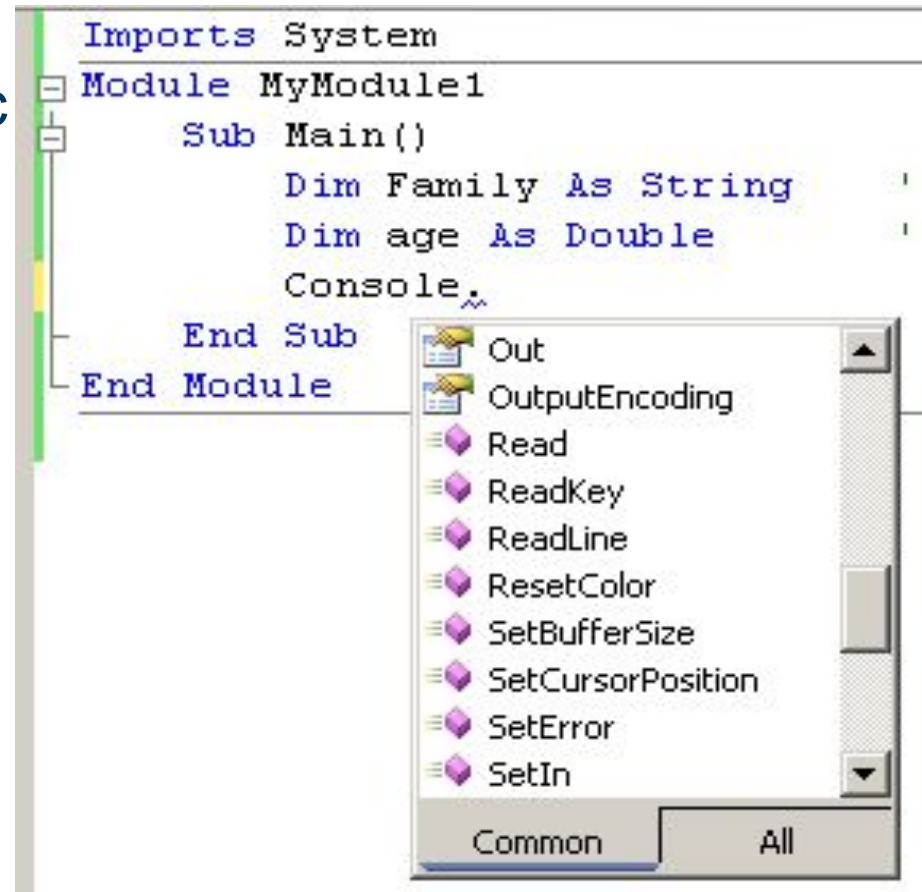 Imports System
Module MyModule1
Sub Main()
Dim Family As String '
Dim age As Double '
Console.
End Sub
End Module
Out
OutputEncoding
Read
ReadKey
ReadLine
ResetColor
SetBufferSize
SetCursorPosition
SetError
SetIn
Common All